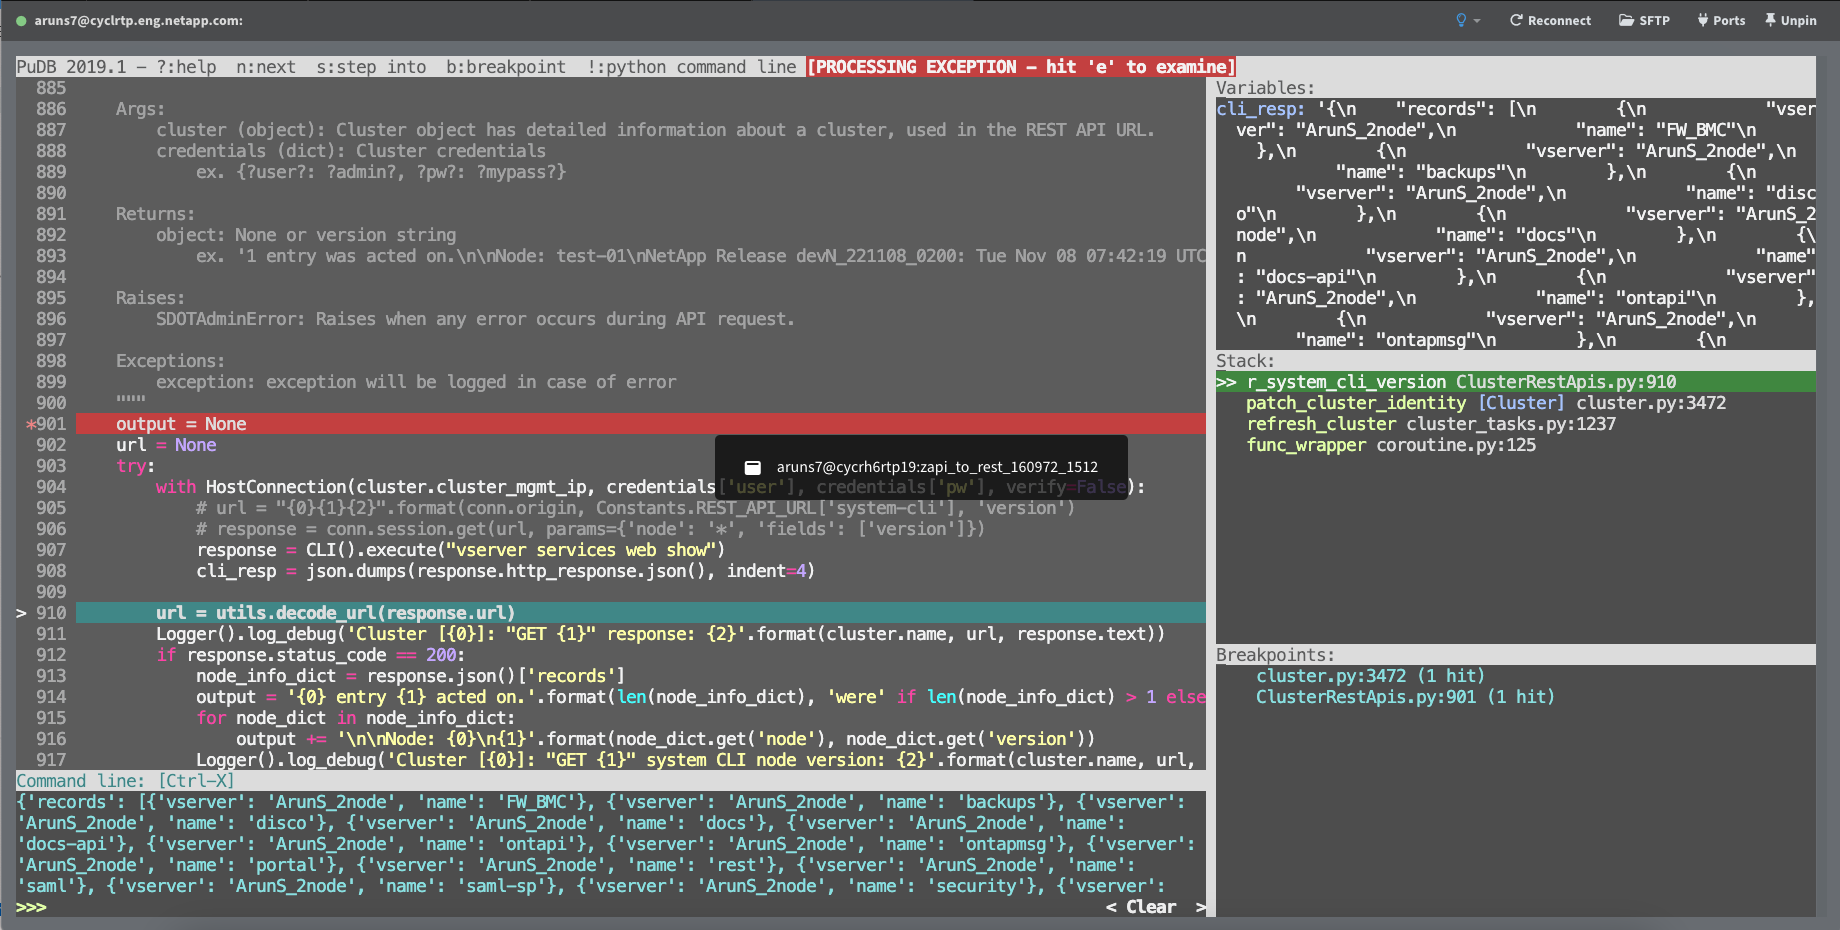 aruns7@cyclrtp.eng.netapp.com:
Reconnect SFTP Ports Unpin
PuDB 2019.1 - ?:help  n:next  s:step into  b:breakpoint  !:python command line [PROCESSING EXCEPTION - hit 'e' to examine]
885
886     Args:
887         cluster (object): Cluster object has detailed information about a cluster, used in the REST API URL.
888         credentials (dict): Cluster credentials
889             ex. {?user?: ?admin?, ?pw?: ?mypass?}
890
891     Returns:
892         object: None or version string
893             ex. '1 entry was acted on.\n\nNode: test-01\nNetApp Release devN_221108_0200: Tue Nov 08 07:42:19 UTC
894
895     Raises:
896         SDOTAdminError: Raises when any error occurs during API request.
897
898     Exceptions:
899         exception: exception will be logged in case of error
900     """
*901     output = None
902     url = None
903     try:
aruns7@cycrh6rtp19:zapi_to_rest_160972_1512
904         with HostConnection(cluster.cluster_mgmt_ip, credentials['user'], credentials['pw'], verify=False):
905             # url = "{0}{1}{2}".format(conn.origin, Constants.REST_API_URL['system-cli'], 'version')
906             # response = conn.session.get(url, params={'node': '*', 'fields': ['version']})
907             response = CLI().execute("vserver services web show")
908             cli_resp = json.dumps(response.http_response.json(), indent=4)
909
> 910         url = utils.decode_url(response.url)
911         Logger().log_debug('Cluster [{0}]: "GET {1}" response: {2}'.format(cluster.name, url, response.text))
912         if response.status_code == 200:
913             node_info_dict = response.json()['records']
914             output = '{0} entry {1} acted on.'.format(len(node_info_dict), 'were' if len(node_info_dict) > 1 else
915             for node_dict in node_info_dict:
916                 output += '\n\nNode: {0}\n{1}'.format(node_dict.get('node'), node_dict.get('version'))
917             Logger().log_debug('Cluster [{0}]: "GET {1}" system CLI node version: {2}'.format(cluster.name, url,
Command line: [Ctrl-X]
{'records': [{'vserver': 'ArunS_2node', 'name': 'FW_BMC'}, {'vserver': 'ArunS_2node', 'name': 'backups'}, {'vserver':
'ArunS_2node', 'name': 'disco'}, {'vserver': 'ArunS_2node', 'name': 'docs'}, {'vserver': 'ArunS_2node', 'name':
'docs-api'}, {'vserver': 'ArunS_2node', 'name': 'ontapi'}, {'vserver': 'ArunS_2node', 'name': 'ontapmsg'}, {'vserver':
'ArunS_2node', 'name': 'portal'}, {'vserver': 'ArunS_2node', 'name': 'rest'}, {'vserver': 'ArunS_2node', 'name':
'saml'}, {'vserver': 'ArunS_2node', 'name': 'saml-sp'}, {'vserver': 'ArunS_2node', 'name': 'security'}, {'vserver':
>>> < Clear  >
Variables:
cli_resp: '{\n    "records": [\n        {\n            "vser
ver": "ArunS_2node",\n            "name": "FW_BMC"\n
},\n        {\n            "vserver": "ArunS_2node",\n
"name": "backups"\n        },\n        {\n
"vserver": "ArunS_2node",\n            "name": "disc
o"\n        },\n        {\n            "vserver": "ArunS_2
node",\n            "name": "docs"\n        },\n        {\
n            "vserver": "ArunS_2node",\n            "name"
: "docs-api"\n        },\n        {\n            "vserver"
: "ArunS_2node",\n            "name": "ontapi"\n        },
\n        {\n            "vserver": "ArunS_2node",\n
"name": "ontapmsg"\n        },\n        {\n
Stack:
>> r_system_cli_version ClusterRestApis.py:910
patch_cluster_identity [Cluster] cluster.py:3472
refresh_cluster cluster_tasks.py:1237
func_wrapper coroutine.py:125
Breakpoints:
cluster.py:3472 (1 hit)
ClusterRestApis.py:901 (1 hit)